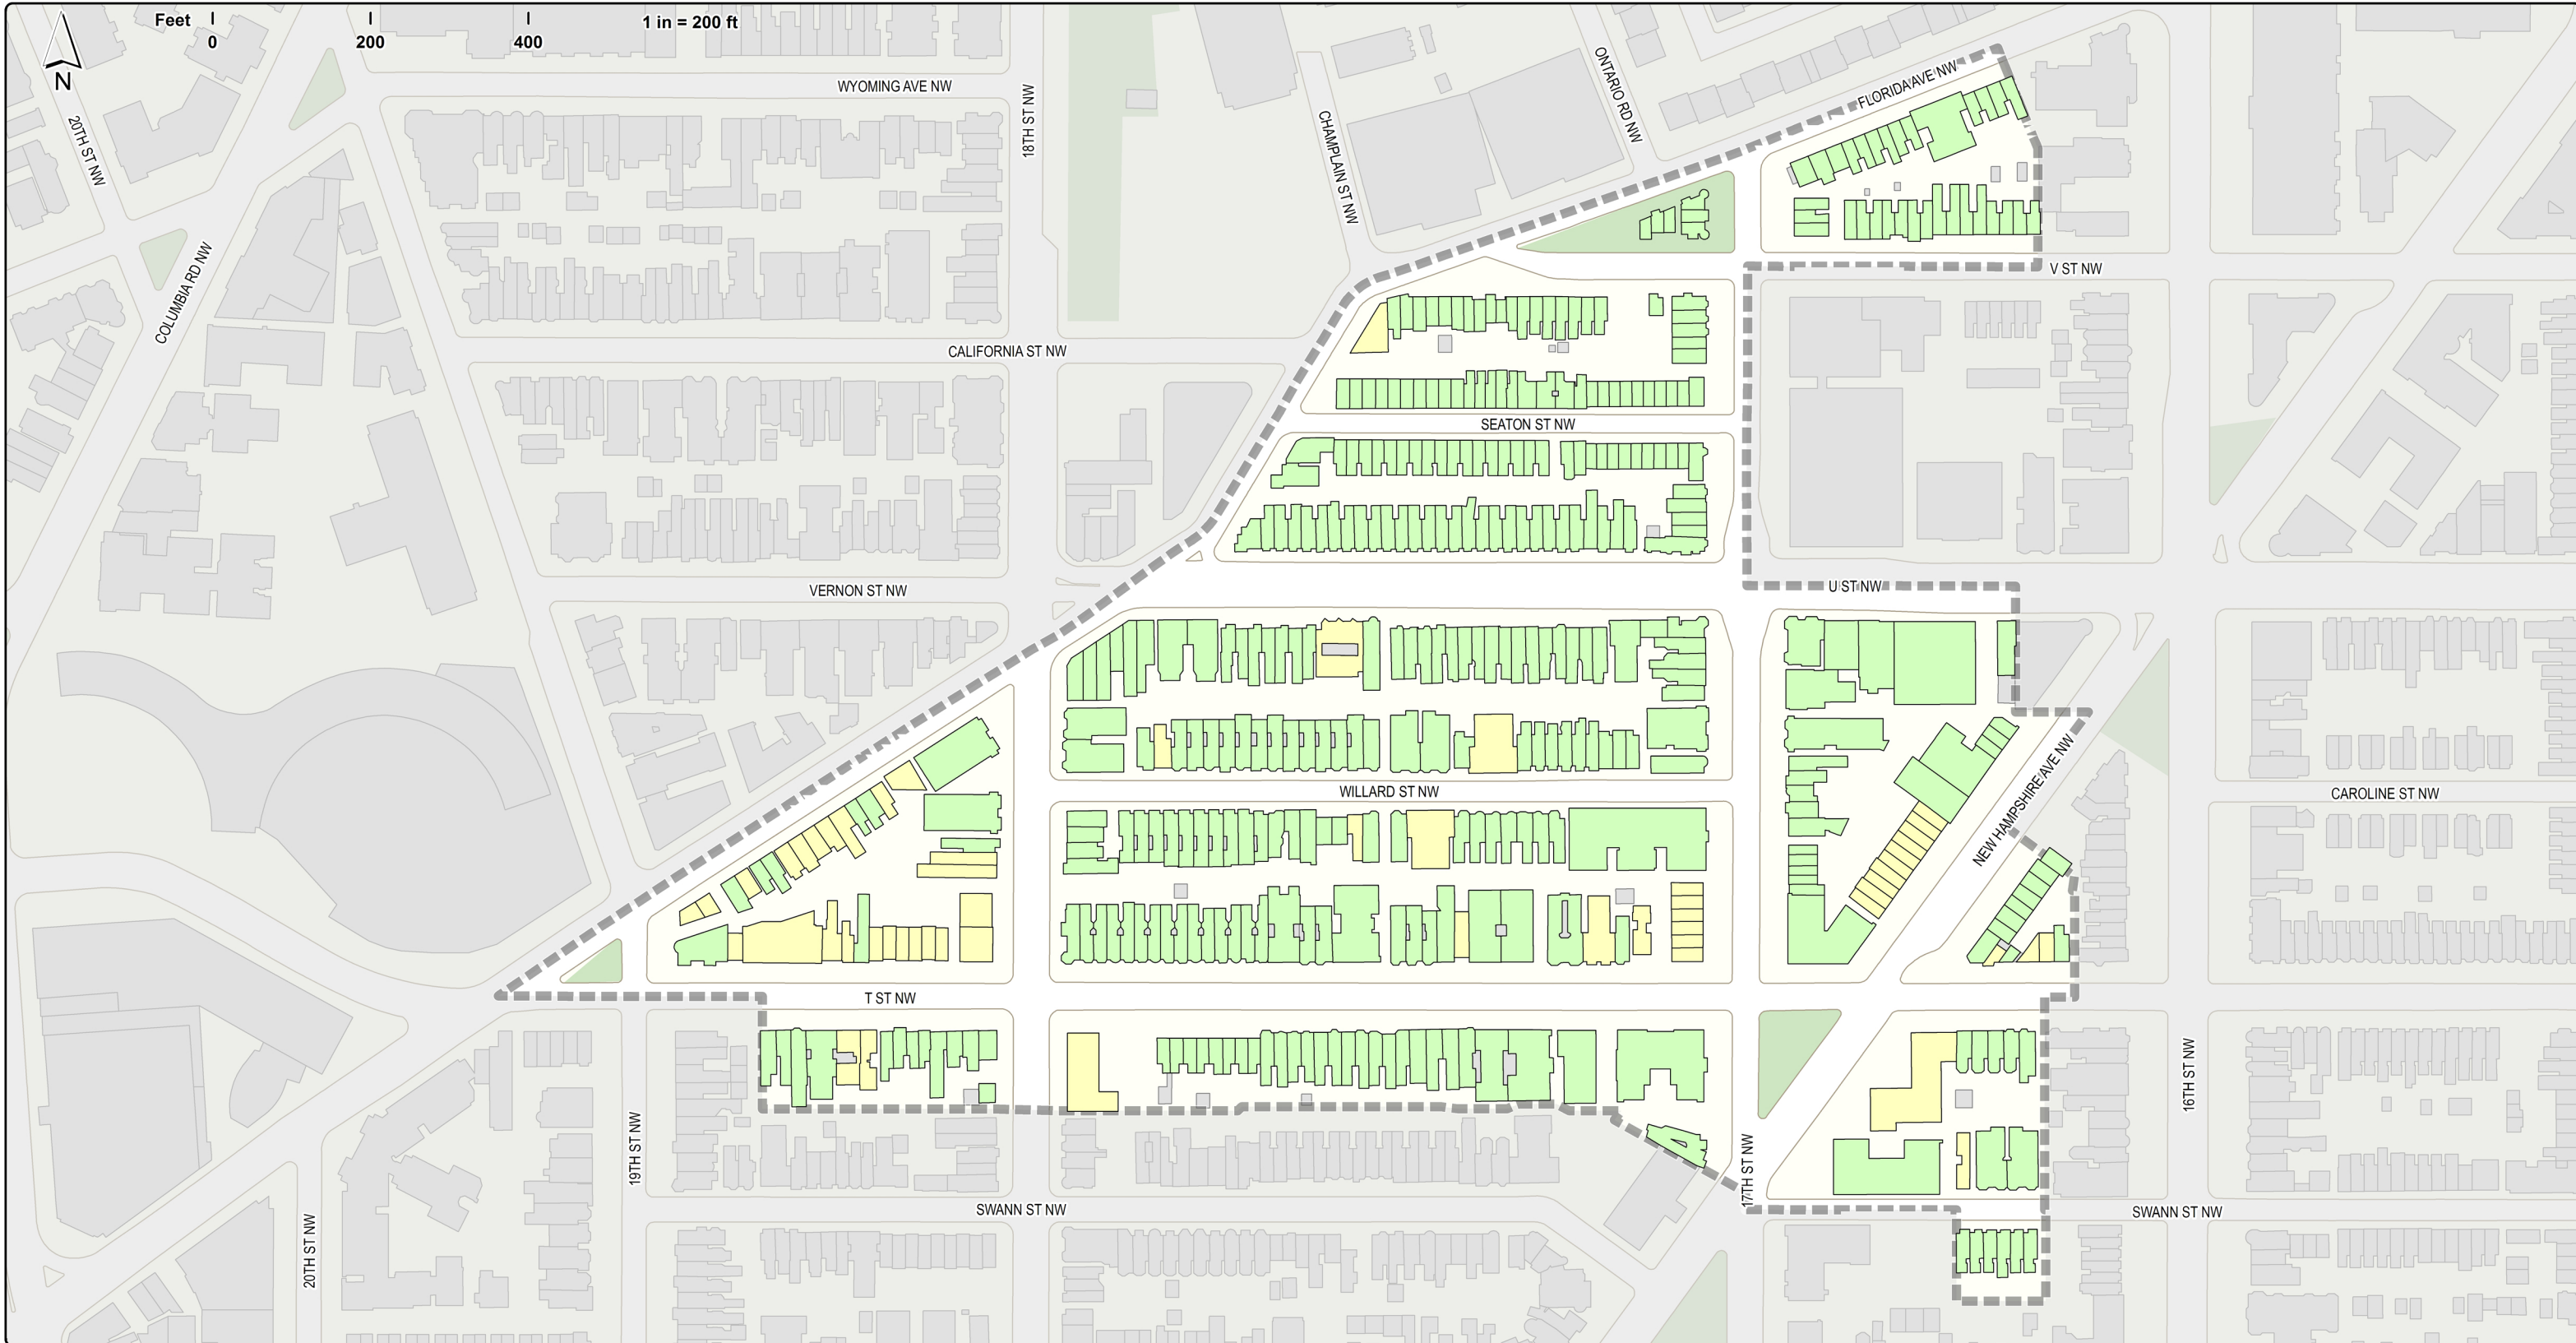 Feet
0
200
400
1 in = 200 ft
N
WYOMING AVE NW
18TH ST NW
CHAMPLAIN ST NW
ONTARIO RD NW
FLORIDA AVE NW
20TH ST NW
COLUMBIA RD NW
V ST NW
CALIFORNIA ST NW
SEATON ST NW
VERNON ST NW
U ST NW
WILLARD ST NW
NEW HAMPSHIRE AVE NW
CAROLINE ST NW
T ST NW
16TH ST NW
19TH ST NW
17TH ST NW
20TH ST NW
SWANN ST NW
SWANN ST NW